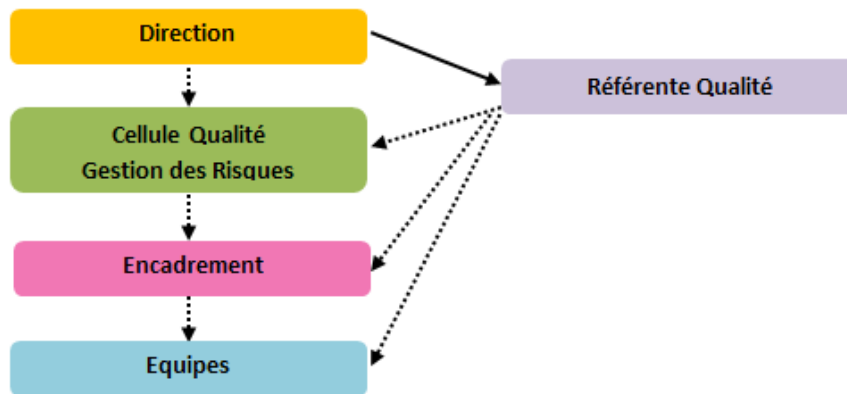 Direction
Référente Qualité
Cellule Qualité
Gestion des Risques
Encadrement
Equipes